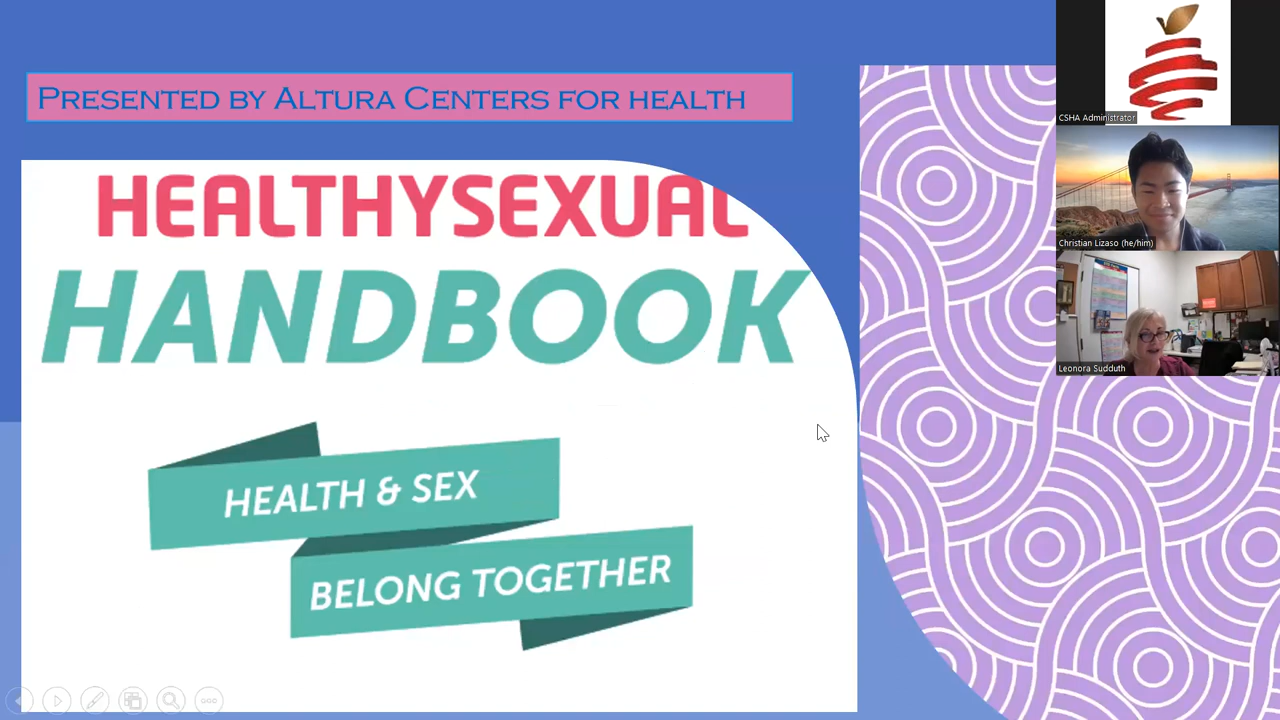 PRESENTED BY ALTURA CENTERS FOR HEALTH
HEALTHYSEXUAL
HANDBOOK
HEALTH & SEX
BELONG TOGETHER
CSHA Administrator
Christian Lizaso (he/him)
Leonora Sudduth